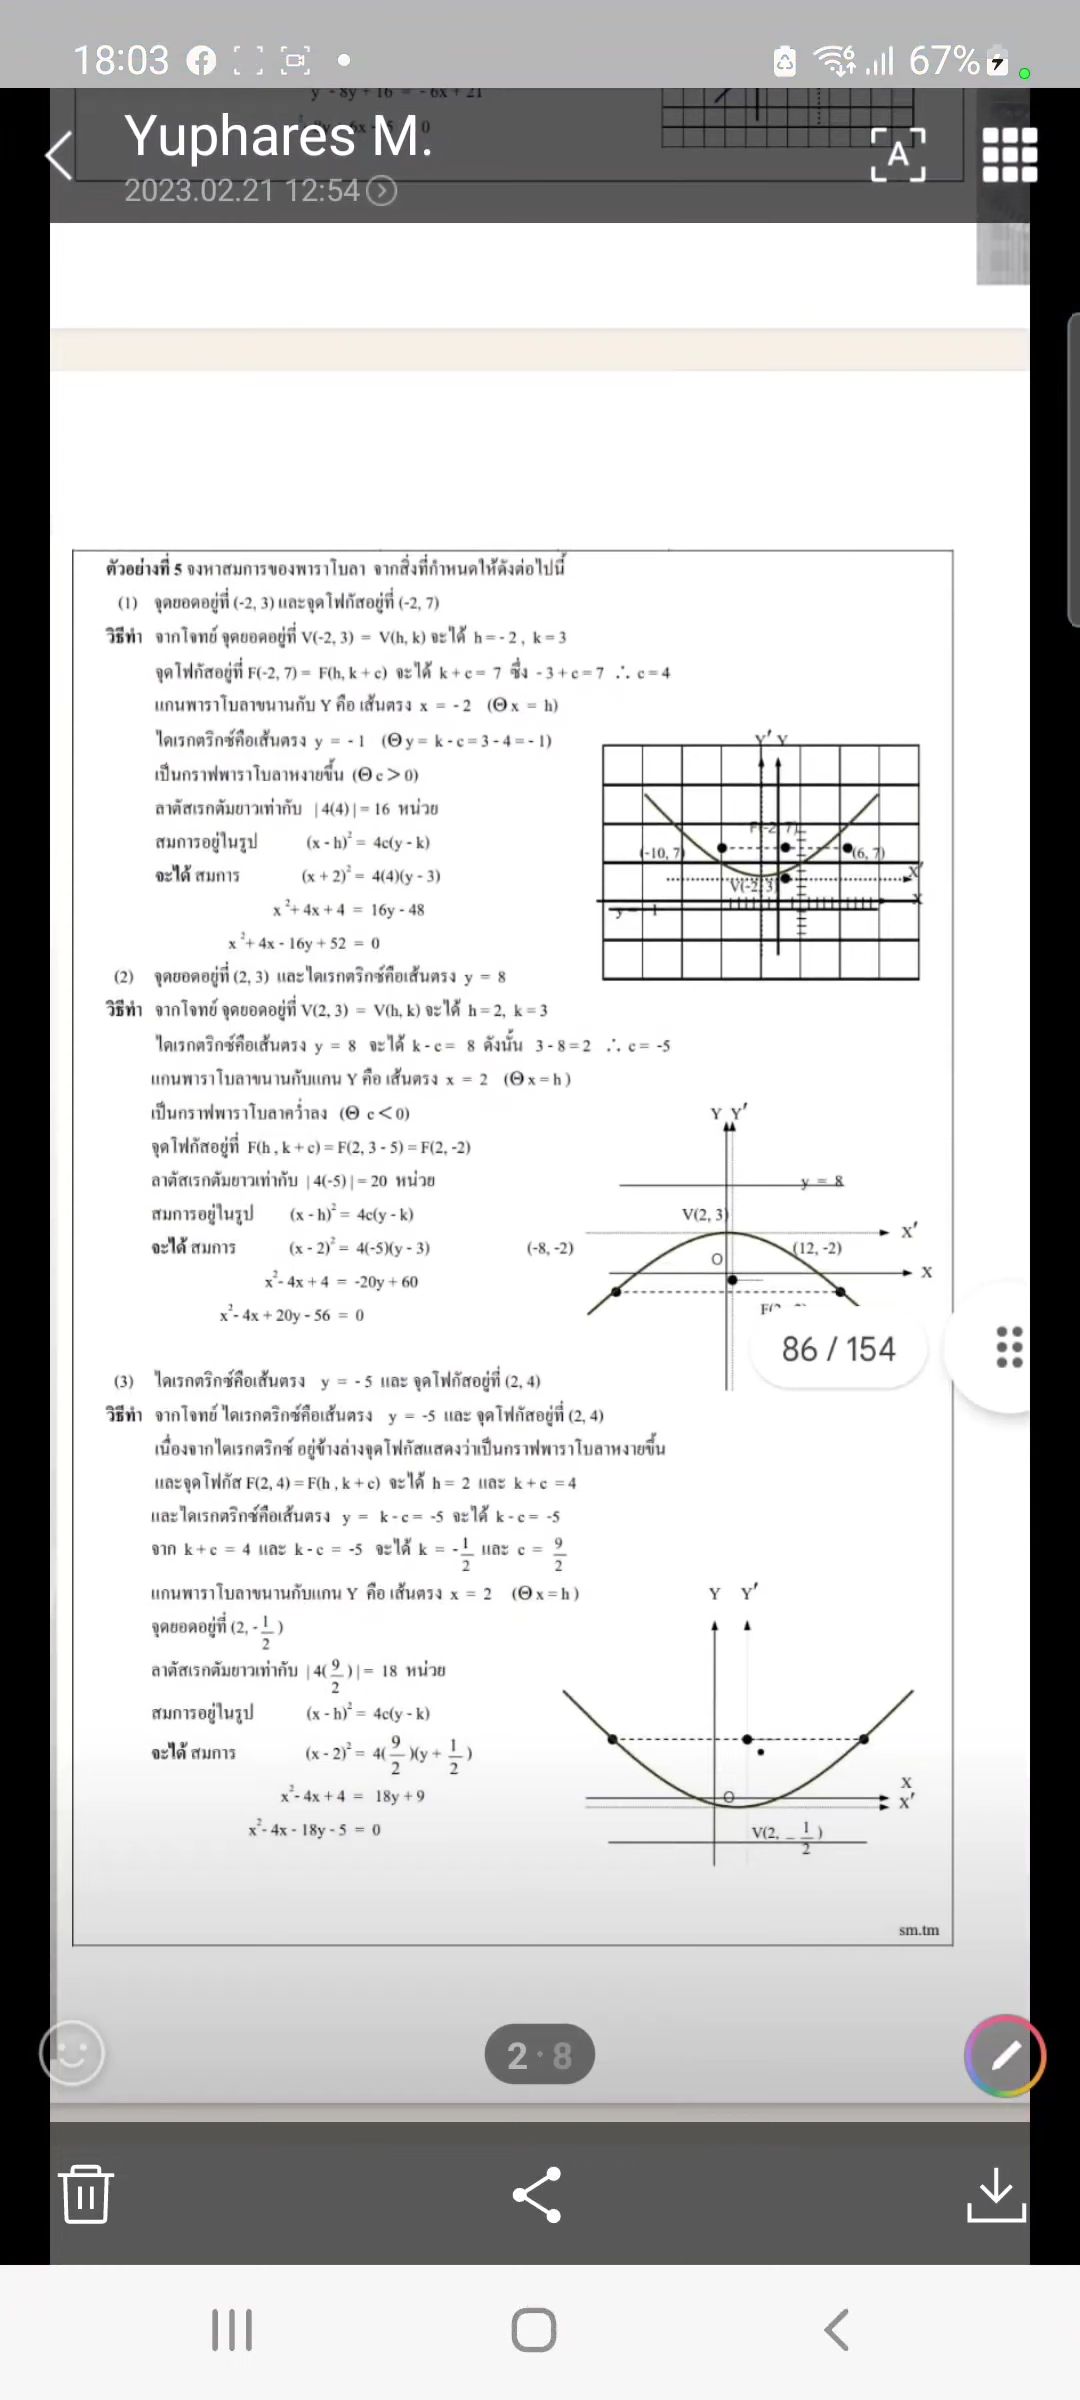 18:03 67%
y² - 8y + 16 = - 6x + 21
Yuphares M.
A
2023.02.21 12:54
ตัวอย่างที่ 5 จงหาสมการของพาราโบลา จากสิ่งที่กำหนดให้ดังต่อไปนี้
(1) จุดยอดอยู่ที่ (-2, 3) และจุดโฟกัสอยู่ที่ (-2, 7)
วิธีทำ จากโจทย์ จุดยอดอยู่ที่ V(-2, 3) = V(h, k) จะได้ h = - 2 , k = 3
จุดโฟกัสอยู่ที่ F(-2, 7) = F(h, k + c) จะได้ k + c = 7 ซึ่ง - 3 + c = 7 ∴ c = 4
แกนพาราโบลาขนานกับ Y คือ เส้นตรง x = - 2 (Θ x = h)
ไดเรกตริกซ์คือเส้นตรง y = - 1 (Θ y = k - c = 3 - 4 = - 1)
เป็นกราฟพาราโบลาหงายขึ้น (Θ c > 0)
ลาตัสเรกตัมยาวเท่ากับ | 4(4) | = 16 หน่วย
สมการอยู่ในรูป (x - h)² = 4c(y - k)
จะได้ สมการ (x + 2)² = 4(4)(y - 3)
x² + 4x + 4 = 16y - 48
x² + 4x - 16y + 52 = 0
Y′ Y
F(-2, 7)
(-10, 7) (6, 7)
X′
V(-2, 3)
X
y = - 1
(2) จุดยอดอยู่ที่ (2, 3) และไดเรกตริกซ์คือเส้นตรง y = 8
วิธีทำ จากโจทย์ จุดยอดอยู่ที่ V(2, 3) = V(h, k) จะได้ h = 2, k = 3
ไดเรกตริกซ์คือเส้นตรง y = 8 จะได้ k - c = 8 ดังนั้น 3 - 8 = 2 ∴ c = -5
แกนพาราโบลาขนานกับแกน Y คือ เส้นตรง x = 2 (Θ x = h )
เป็นกราฟพาราโบลาคว่ำลง (Θ c < 0)
จุดโฟกัสอยู่ที่ F(h , k + c) = F(2, 3 - 5) = F(2, -2)
ลาตัสเรกตัมยาวเท่ากับ | 4(-5) | = 20 หน่วย
สมการอยู่ในรูป (x - h)² = 4c(y - k)
จะได้ สมการ (x - 2)² = 4(-5)(y - 3)
x² - 4x + 4 = -20y + 60
x² - 4x + 20y - 56 = 0
Y Y′
y = 8
V(2, 3)
X′
(-8, -2) O (12, -2)
X
86 / 154
(3) ไดเรกตริกซ์คือเส้นตรง y = - 5 และ จุดโฟกัสอยู่ที่ (2, 4)
วิธีทำ จากโจทย์ ไดเรกตริกซ์คือเส้นตรง y = -5 และ จุดโฟกัสอยู่ที่ (2, 4)
เนื่องจากไดเรกตริกซ์ อยู่ข้างล่างจุดโฟกัสแสดงว่าเป็นกราฟพาราโบลาหงายขึ้น
และจุดโฟกัส F(2, 4) = F(h , k + c) จะได้ h = 2 และ k + c = 4
และไดเรกตริกซ์คือเส้นตรง y = k - c = -5 จะได้ k - c = -5
จาก k + c = 4 และ k - c = -5 จะได้ k = -1/2 และ c = 9/2
แกนพาราโบลาขนานกับแกน Y คือ เส้นตรง x = 2 (Θ x = h )
จุดยอดอยู่ที่ (2, -1/2 )
ลาตัสเรกตัมยาวเท่ากับ | 4(9/2) | = 18 หน่วย
สมการอยู่ในรูป (x - h)² = 4c(y - k)
จะได้ สมการ (x - 2)² = 4(9/2)(y + 1/2 )
x² - 4x + 4 = 18y + 9
x² - 4x - 18y - 5 = 0
Y Y′
X
O X′
V(2, -1/2 )
sm.tm
2 · 8